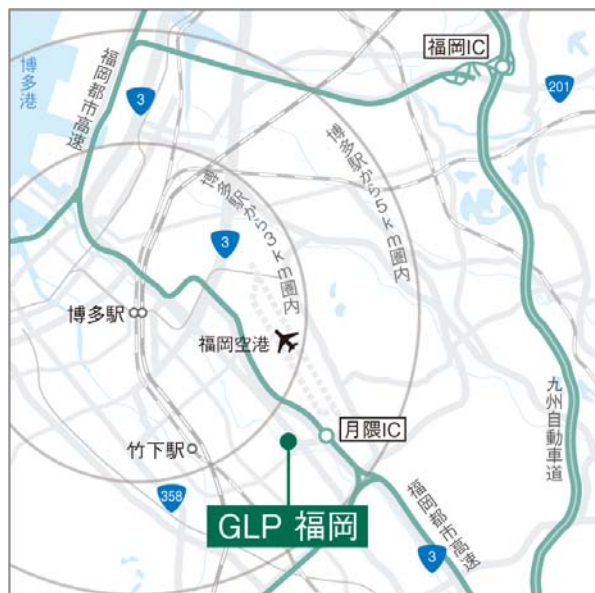 福岡IC
博多港
福岡都市高速
3
201
博多駅から5km圏内
博多駅から3km圏内
3
博多駅
福岡空港
九州自動車道
月隈IC
竹下駅
358
GLP 福岡
福岡都市高速
3